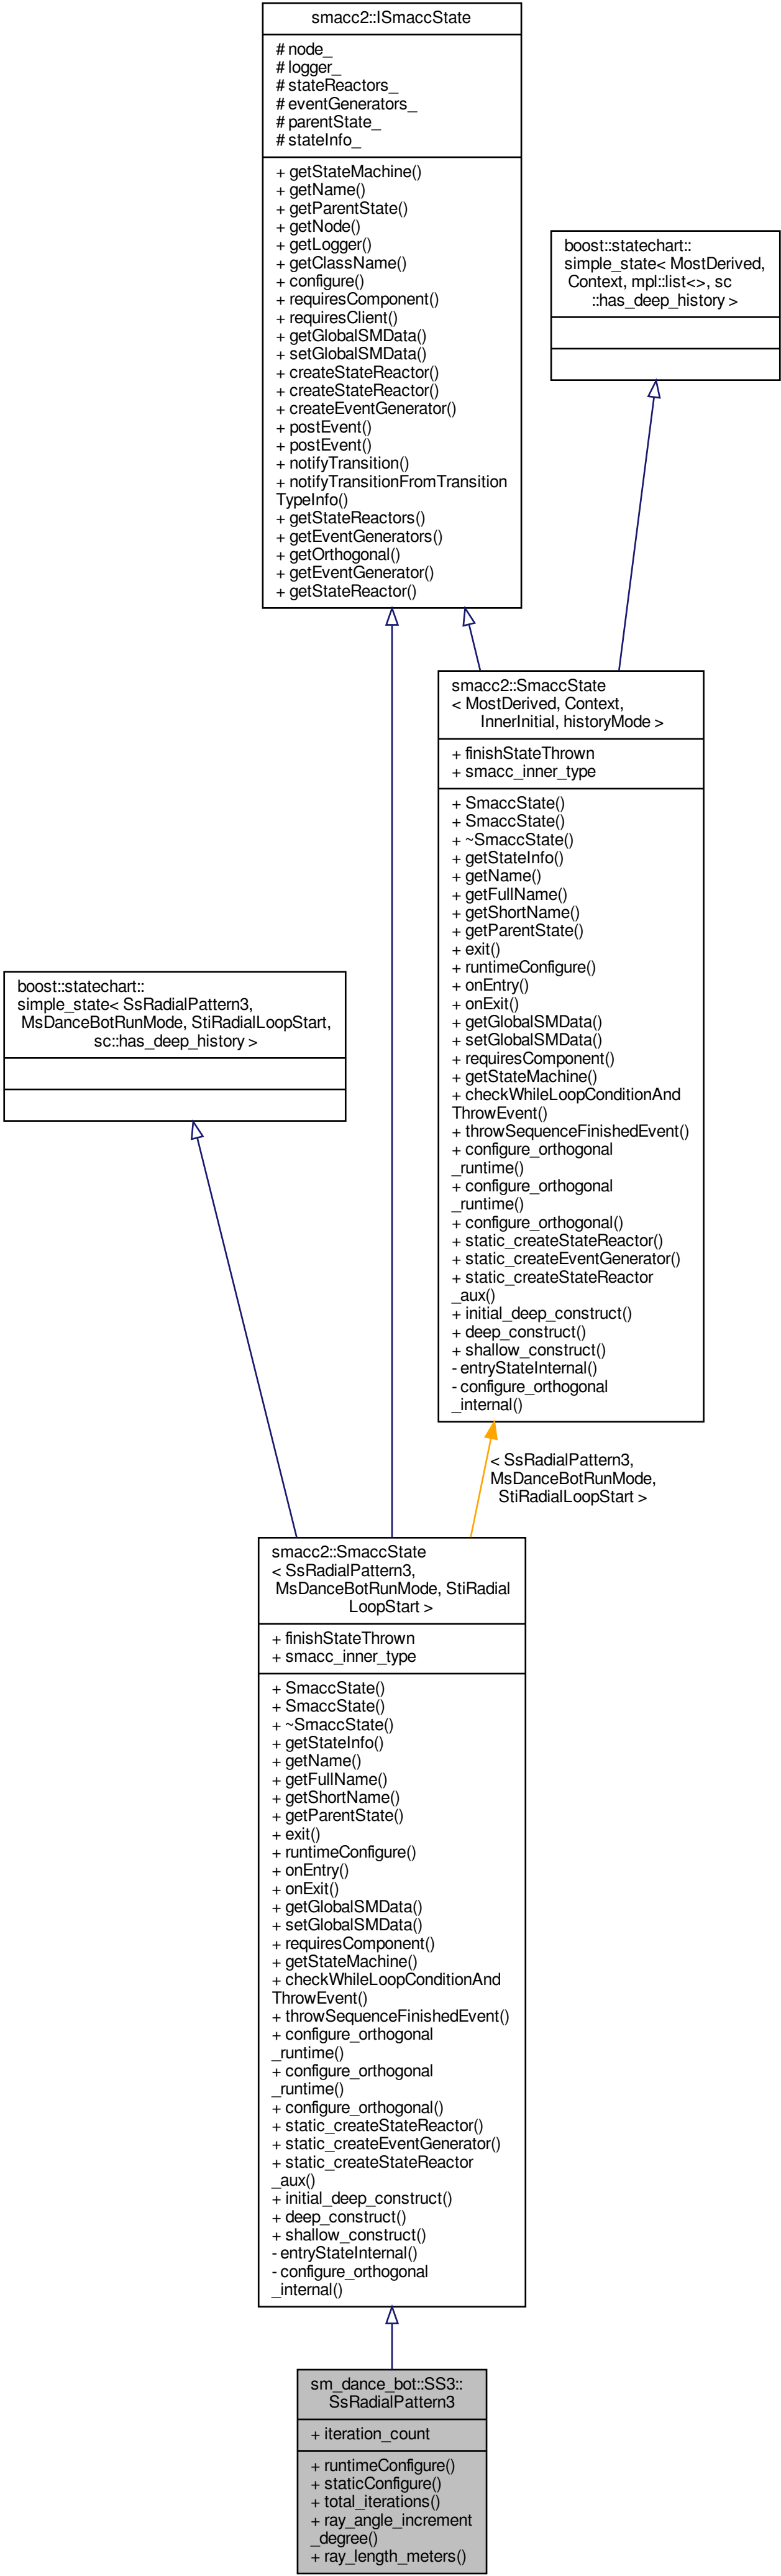 smacc2::ISmaccState
# node_
# logger_
# stateReactors_
# eventGenerators_
# parentState_
# stateInfo_
+ getStateMachine()
+ getName()
+ getParentState()
+ getNode()
+ getLogger()
+ getClassName()
+ configure()
+ requiresComponent()
+ requiresClient()
+ getGlobalSMData()
+ setGlobalSMData()
+ createStateReactor()
+ createStateReactor()
+ createEventGenerator()
+ postEvent()
+ postEvent()
+ notifyTransition()
+ notifyTransitionFromTransition
TypeInfo()
+ getStateReactors()
+ getEventGenerators()
+ getOrthogonal()
+ getEventGenerator()
+ getStateReactor()
boost::statechart::
simple_state< MostDerived,
Context, mpl::list<>, sc
::has_deep_history >
smacc2::SmaccState
< MostDerived, Context,
InnerInitial, historyMode >
+ finishStateThrown
+ smacc_inner_type
+ SmaccState()
+ SmaccState()
+ ~SmaccState()
+ getStateInfo()
+ getName()
+ getFullName()
+ getShortName()
+ getParentState()
+ exit()
+ runtimeConfigure()
+ onEntry()
+ onExit()
+ getGlobalSMData()
+ setGlobalSMData()
+ requiresComponent()
+ getStateMachine()
+ checkWhileLoopConditionAnd
ThrowEvent()
+ throwSequenceFinishedEvent()
+ configure_orthogonal
_runtime()
+ configure_orthogonal
_runtime()
+ configure_orthogonal()
+ static_createStateReactor()
+ static_createEventGenerator()
+ static_createStateReactor
_aux()
+ initial_deep_construct()
+ deep_construct()
+ shallow_construct()
- entryStateInternal()
- configure_orthogonal
_internal()
boost::statechart::
simple_state< SsRadialPattern3,
MsDanceBotRunMode, StiRadialLoopStart,
sc::has_deep_history >
< SsRadialPattern3,
MsDanceBotRunMode,
StiRadialLoopStart >
smacc2::SmaccState
< SsRadialPattern3,
MsDanceBotRunMode, StiRadial
LoopStart >
+ finishStateThrown
+ smacc_inner_type
+ SmaccState()
+ SmaccState()
+ ~SmaccState()
+ getStateInfo()
+ getName()
+ getFullName()
+ getShortName()
+ getParentState()
+ exit()
+ runtimeConfigure()
+ onEntry()
+ onExit()
+ getGlobalSMData()
+ setGlobalSMData()
+ requiresComponent()
+ getStateMachine()
+ checkWhileLoopConditionAnd
ThrowEvent()
+ throwSequenceFinishedEvent()
+ configure_orthogonal
_runtime()
+ configure_orthogonal
_runtime()
+ configure_orthogonal()
+ static_createStateReactor()
+ static_createEventGenerator()
+ static_createStateReactor
_aux()
+ initial_deep_construct()
+ deep_construct()
+ shallow_construct()
- entryStateInternal()
- configure_orthogonal
_internal()
sm_dance_bot::SS3::
SsRadialPattern3
+ iteration_count
+ runtimeConfigure()
+ staticConfigure()
+ total_iterations()
+ ray_angle_increment
_degree()
+ ray_length_meters()